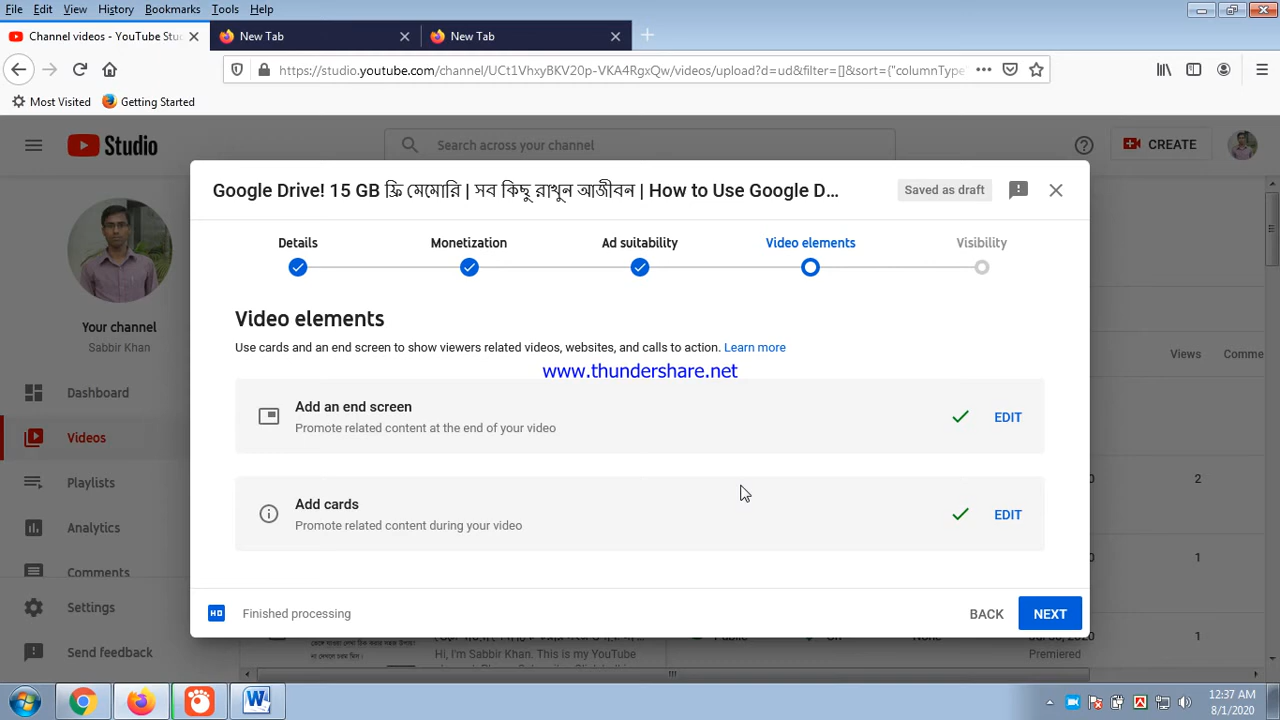 File Edit View History Bookmarks Tools Help
Channel videos - YouTube Stu
New Tab
New Tab
https://studio.youtube.com/channel/UCt1VhxyBKV20p-VKA4RgxQw/videos/upload?d=ud&filter=[]&sort={"columnType
Most Visited Getting Started
Studio
Search across your channel
CREATE
Google Drive! 15 GB ফ্রি মেমোরি | সব কিছু রাখুন আজীবন | How to Use Google D...
Saved as draft
Details Monetization Ad suitability Video elements Visibility
Your channel
Sabbir Khan
Dashboard
Videos
Playlists
Analytics
Comments
Settings
Send feedback
Video elements
Use cards and an end screen to show viewers related videos, websites, and calls to action. Learn more
www.thundershare.net
Add an end screen
Promote related content at the end of your video
EDIT
Add cards
Promote related content during your video
EDIT
HD Finished processing
BACK NEXT
Views Comme
2
1
1
Hi, I'm Sabbir Khan. This is my YouTube
Premiered
12:37 AM
8/1/2020